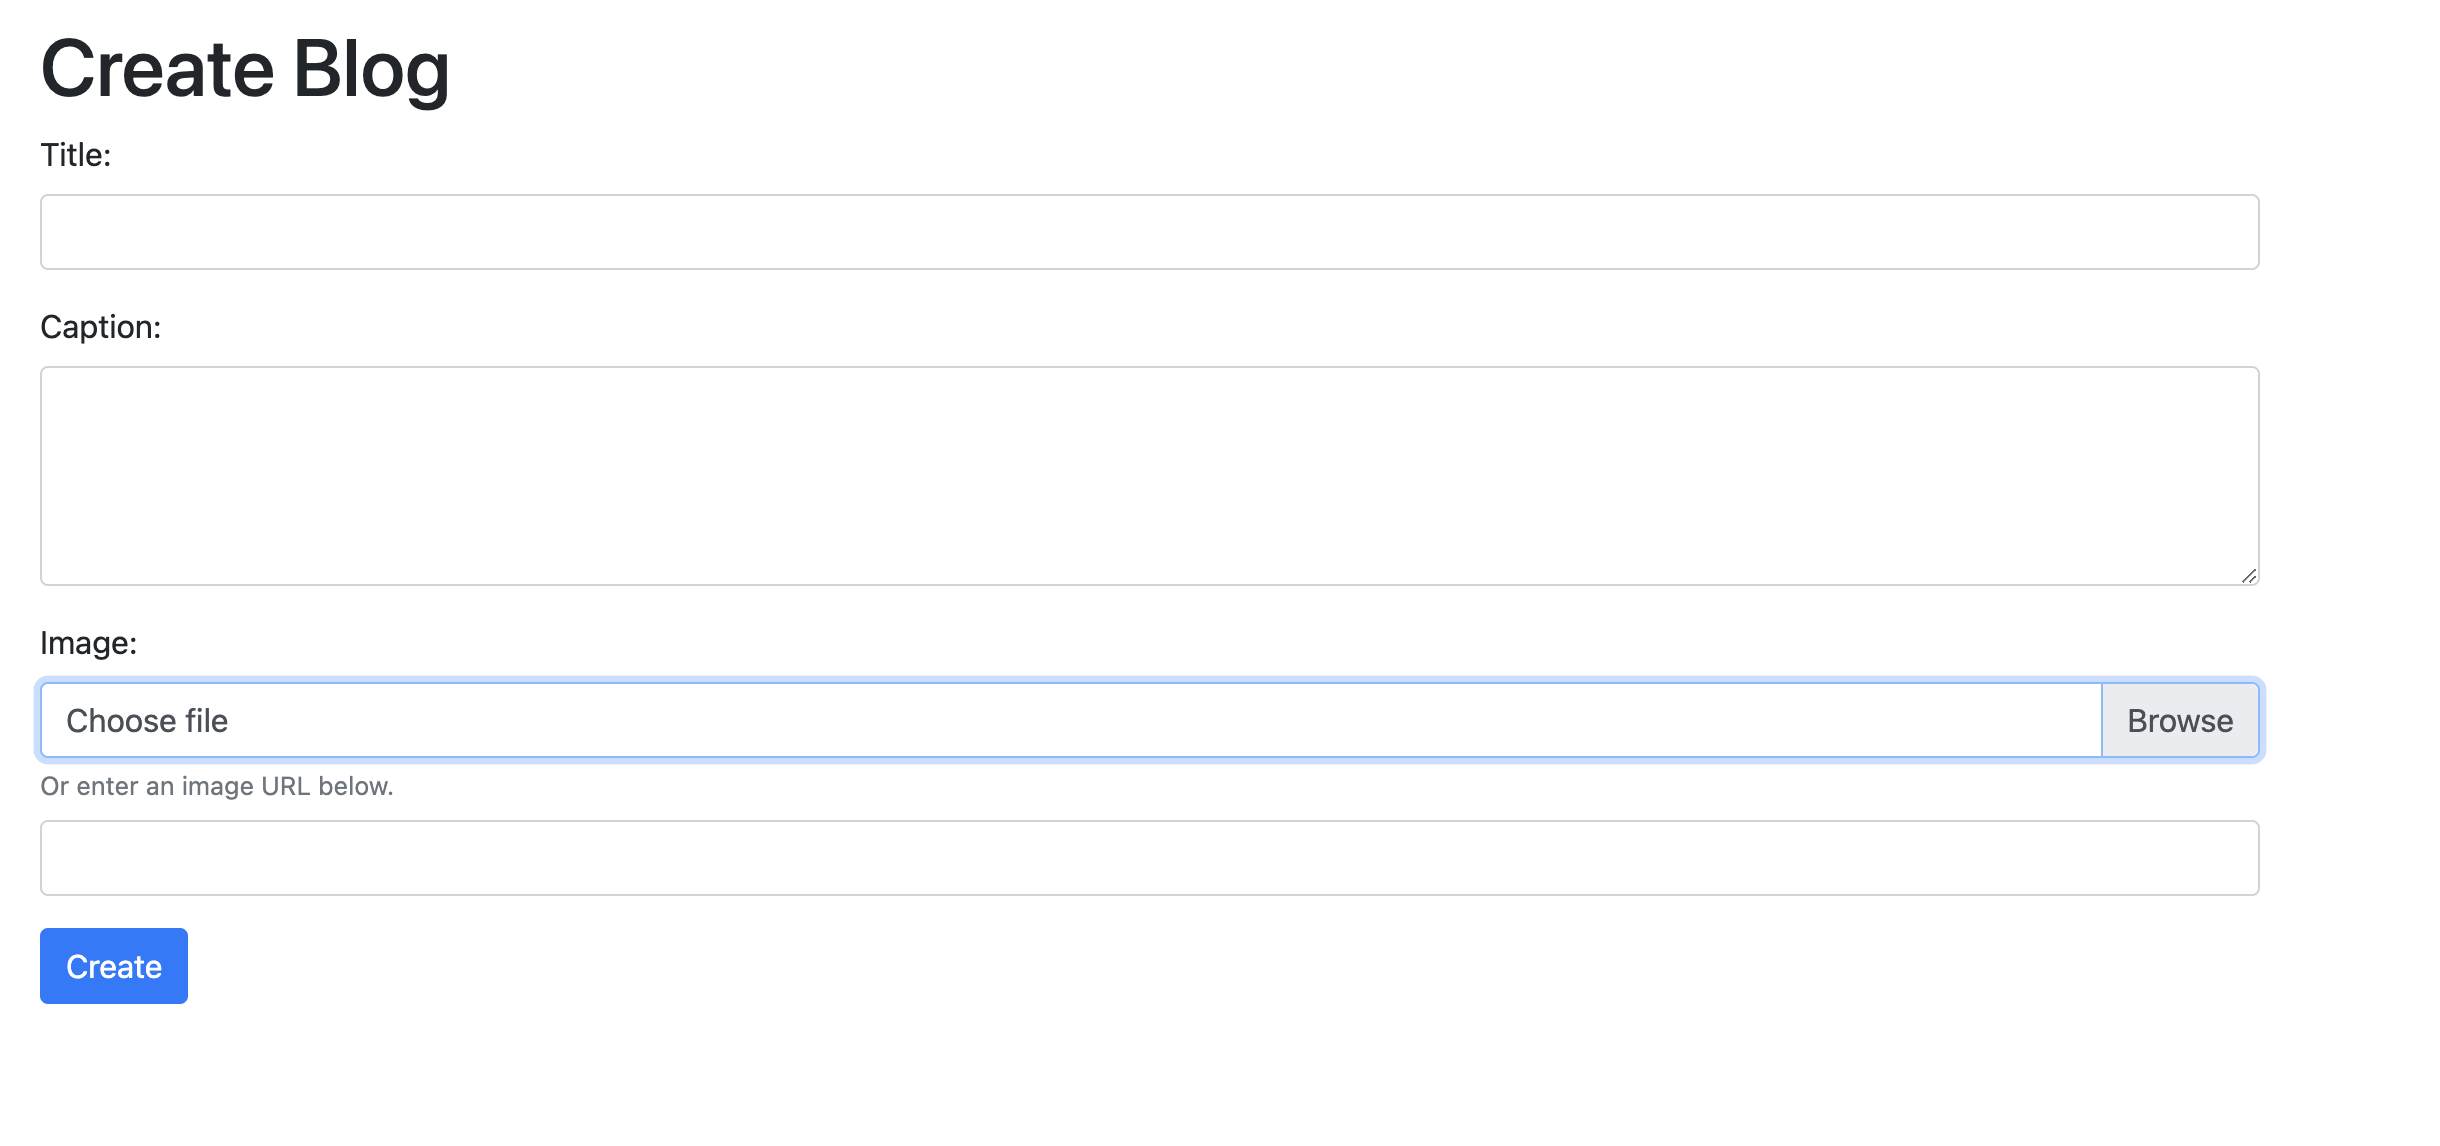 Create Blog
Title:
Caption:
Image:
Choose file
Browse
Or enter an image URL below.
Create